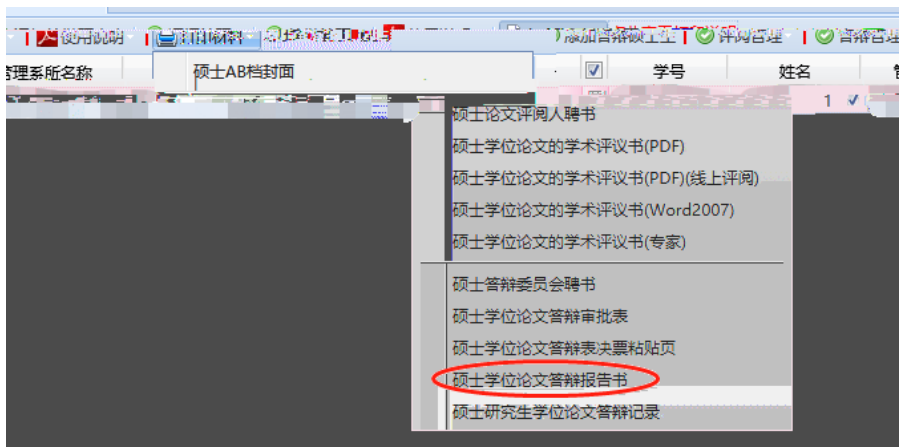 使用说明 打印材料 添加答辩硕士生 评阅管理
管理系所名称 硕士AB档封面 学号 姓名
1
硕士论文评阅人聘书
硕士学位论文的学术评议书(PDF)
硕士学位论文的学术评议书(PDF)(线上评阅)
硕士学位论文的学术评议书(Word2007)
硕士学位论文的学术评议书(专家)
硕士答辩委员会聘书
硕士学位论文答辩审批表
硕士学位论文答辩表决票粘贴页
硕士学位论文答辩报告书
硕士研究生学位论文答辩记录